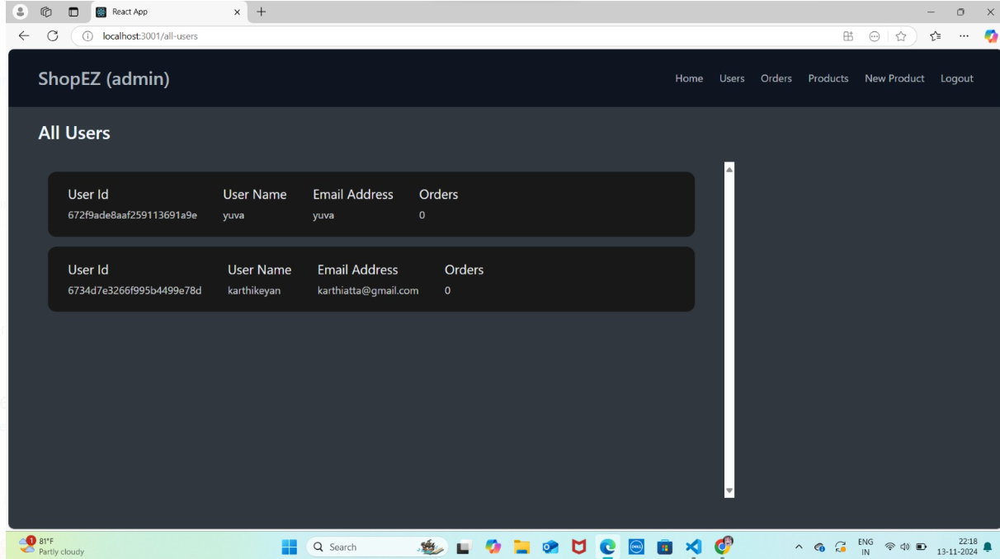 React App
localhost:3001/all-users
ShopEZ (admin)
Home Users Orders Products New Product Logout
All Users
User Id User Name Email Address Orders
672f9ade8aaf259113691a9e yuva yuva 0
User Id User Name Email Address Orders
6734d7e3266f995b4499e78d karthikeyan karthiatta@gmail.com 0
1
81°F
Partly cloudy
Search
DELL
ENG
IN
22:18
13-11-2024